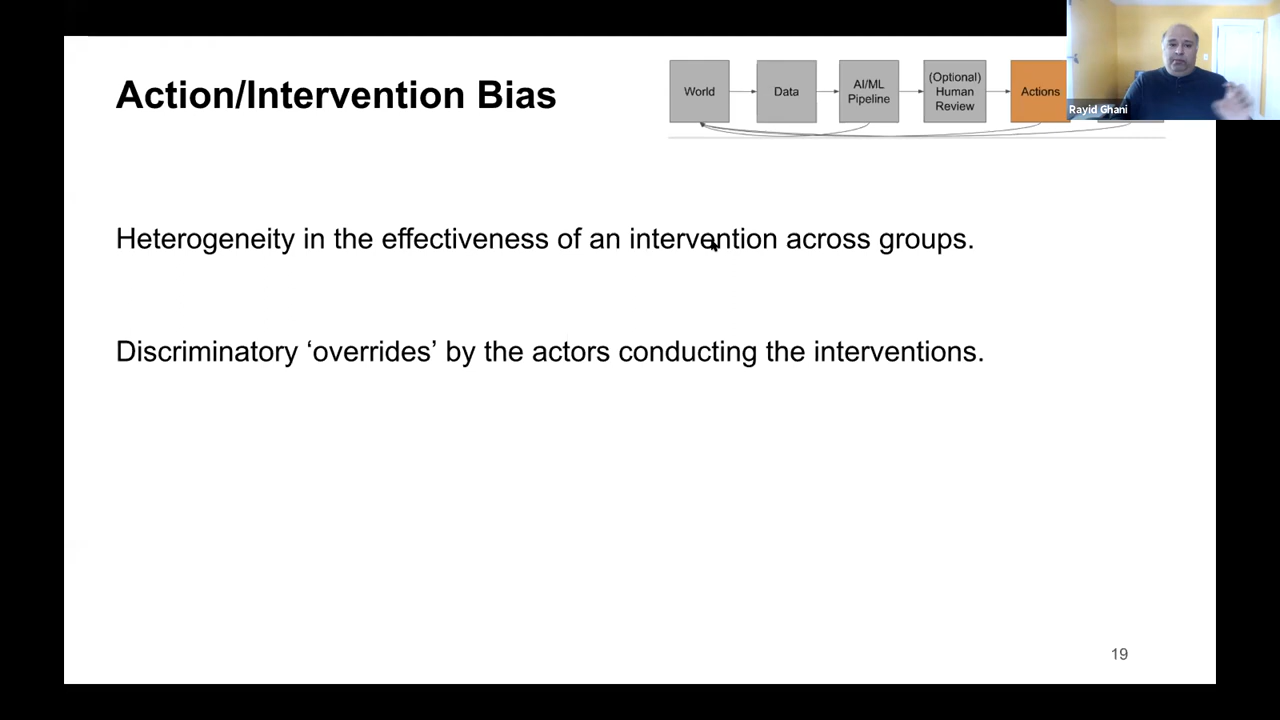 Action/Intervention Bias
World
Data
AI/ML
Pipeline
(Optional)
Human
Review
Actions
Rayid Ghani
Heterogeneity in the effectiveness of an intervention across groups.
Discriminatory ‘overrides’ by the actors conducting the interventions.
19